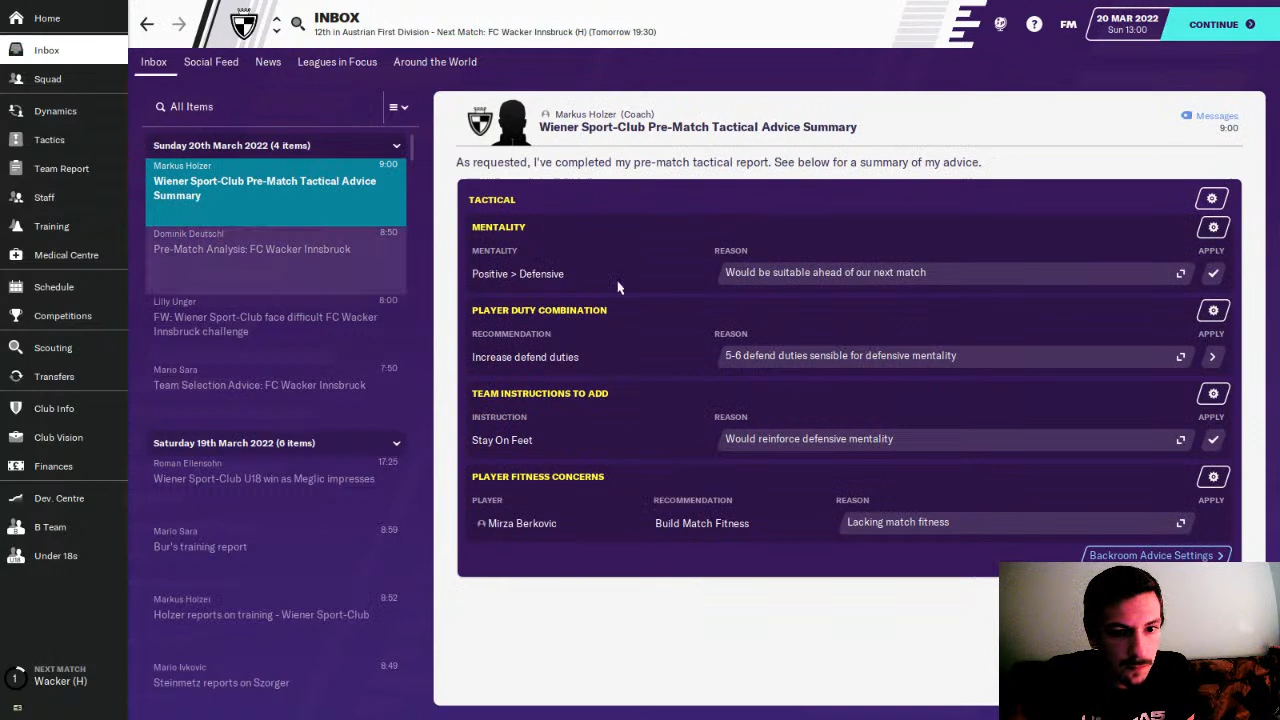 Home
Inbox
Squad
Dynamics
Tactics
Team Report
Staff
Training
Medical Centre
Schedule
Competitions
Scouting
Transfers
Club Info
Club Vision
Finances
Dev. Centre
B Team
U18
Under 18s
1
NEXT MATCH
Wacker (H)
INBOX
12th in Austrian First Division - Next Match: FC Wacker Innsbruck (H) (Tomorrow 19:30)
?
FM
20 MAR 2022
Sun 13:00
CONTINUE
Inbox
Social Feed
News
Leagues in Focus
Around the World
All Items
Sunday 20th March 2022 (4 items)
Markus Holzer 9:00
Wiener Sport-Club Pre-Match Tactical Advice
Summary
Dominik Deutschl 8:50
Pre-Match Analysis: FC Wacker Innsbruck
Lilly Unger 8:00
FW: Wiener Sport-Club face difficult FC Wacker
Innsbruck challenge
Mario Sara 7:50
Team Selection Advice: FC Wacker Innsbruck
Saturday 19th March 2022 (6 items)
Roman Ellensohn 17:25
Wiener Sport-Club U18 win as Meglic impresses
Mario Sara 8:59
Bur's training report
Markus Holzer 8:52
Holzer reports on training - Wiener Sport-Club
Mario Ivkovic 8:49
Steinmetz reports on Szorger
Markus Holzer (Coach)
Wiener Sport-Club Pre-Match Tactical Advice Summary
Messages
9:00
As requested, I've completed my pre-match tactical report. See below for a summary of my advice.
TACTICAL
MENTALITY
MENTALITY REASON APPLY
Positive > Defensive Would be suitable ahead of our next match
PLAYER DUTY COMBINATION
RECOMMENDATION REASON APPLY
Increase defend duties 5-6 defend duties sensible for defensive mentality
TEAM INSTRUCTIONS TO ADD
INSTRUCTION REASON APPLY
Stay On Feet Would reinforce defensive mentality
PLAYER FITNESS CONCERNS
PLAYER RECOMMENDATION REASON APPLY
Mirza Berkovic Build Match Fitness Lacking match fitness
Backroom Advice Settings